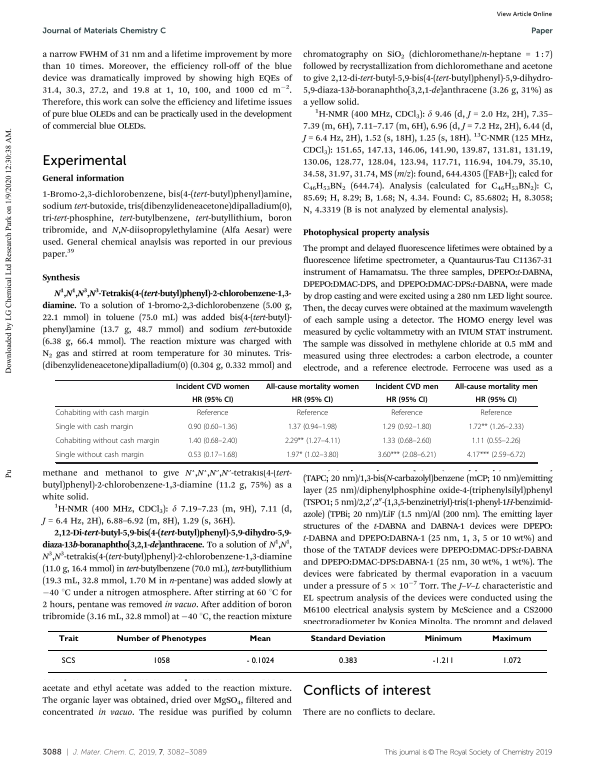 View Article Online
Journal of Materials Chemistry C
Paper
a narrow FWHM of 31 nm and a lifetime improvement by more
than 10 times. Moreover, the efficiency roll-off of the blue
device was dramatically improved by showing high EQEs of
31.4, 30.3, 27.2, and 19.8 at 1, 10, 100, and 1000 cd m⁻².
Therefore, this work can solve the efficiency and lifetime issues
of pure blue OLEDs and can be practically used in the development
of commercial blue OLEDs.
Experimental
General information
1-Bromo-2,3-dichlorobenzene, bis(4-(tert-butyl)phenyl)amine,
sodium tert-butoxide, tris(dibenzylideneacetone)dipalladium(0),
tri-tert-phosphine, tert-butylbenzene, tert-butyllithium, boron
tribromide, and N,N-diisopropylethylamine (Alfa Aesar) were
used. General chemical anaylsis was reported in our previous
paper.³⁹
Synthesis
N¹,N¹,N³,N³-Tetrakis(4-(tert-butyl)phenyl)-2-chlorobenzene-1,3-
diamine. To a solution of 1-bromo-2,3-dichlorobenzene (5.00 g,
22.1 mmol) in toluene (75.0 mL) was added bis(4-(tert-butyl)-
phenyl)amine (13.7 g, 48.7 mmol) and sodium tert-butoxide
(6.38 g, 66.4 mmol). The reaction mixture was charged with
N₂ gas and stirred at room temperature for 30 minutes. Tris-
(dibenzylideneacetone)dipalladium(0) (0.304 g, 0.332 mmol) and
chromatography on SiO₂ (dichloromethane/n-heptane = 1 : 7)
followed by recrystallization from dichloromethane and acetone
to give 2,12-di-tert-butyl-5,9-bis(4-(tert-butyl)phenyl)-5,9-dihydro-
5,9-diaza-13b-boranaphtho[3,2,1-de]anthracene (3.26 g, 31%) as
a yellow solid.
¹H-NMR (400 MHz, CDCl₃): δ 9.46 (d, J = 2.0 Hz, 2H), 7.35–
7.39 (m, 6H), 7.11–7.17 (m, 6H), 6.96 (d, J = 7.2 Hz, 2H), 6.44 (d,
J = 6.4 Hz, 2H), 1.52 (s, 18H), 1.25 (s, 18H). ¹³C-NMR (125 MHz,
CDCl₃): 151.65, 147.13, 146.06, 141.90, 139.87, 131.81, 131.19,
130.06, 128.77, 128.04, 123.94, 117.71, 116.94, 104.79, 35.10,
34.58, 31.97, 31.74, MS (m/z): found, 644.4305 ([FAB+]); calcd for
C₄₆H₅₃BN₂ (644.74). Analysis (calculated for C₄₆H₅₃BN₂): C,
85.69; H, 8.29; B, 1.68; N, 4.34. Found: C, 85.6802; H, 8.3058;
N, 4.3319 (B is not analyzed by elemental analysis).
Photophysical property analysis
The prompt and delayed fluorescence lifetimes were obtained by a
fluorescence lifetime spectrometer, a Quantaurus-Tau C11367-31
instrument of Hamamatsu. The three samples, DPEPO:t-DABNA,
DPEPO:DMAC-DPS, and DPEPO:DMAC-DPS:t-DABNA, were made
by drop casting and were excited using a 280 nm LED light source.
Then, the decay curves were obtained at the maximum wavelength
of each sample using a detector. The HOMO energy level was
measured by cyclic voltammetry with an IVIUM STAT instrument.
The sample was dissolved in methylene chloride at 0.5 mM and
measured using three electrodes: a carbon electrode, a counter
electrode, and a reference electrode. Ferrocene was used as a
Incident CVD women All-cause mortality women Incident CVD men All-cause mortality men
HR (95% CI) HR (95% CI) HR (95% CI) HR (95% CI)
Cohabiting with cash margin Reference Reference Reference Reference
Single with cash margin 0.90 (0.60–1.36) 1.37 (0.94–1.98) 1.29 (0.92–1.80) 1.72** (1.26–2.33)
Cohabiting without cash margin 1.40 (0.68–2.40) 2.29** (1.27–4.11) 1.33 (0.68–2.60) 1.11 (0.55–2.26)
Single without cash margin 0.53 (0.17–1.68) 1.97* (1.02–3.80) 3.60*** (2.08–6.21) 4.17*** (2.59–6.72)
methane and methanol to give N¹,N¹,N³,N³-tetrakis(4-(tert-
butyl)phenyl)-2-chlorobenzene-1,3-diamine (11.2 g, 75%) as a
white solid.
¹H-NMR (400 MHz, CDCl₃): δ 7.19–7.23 (m, 9H), 7.11 (d,
J = 6.4 Hz, 2H), 6.88–6.92 (m, 8H), 1.29 (s, 36H).
2,12-Di-tert-butyl-5,9-bis(4-(tert-butyl)phenyl)-5,9-dihydro-5,9-
diaza-13b-boranaphtho[3,2,1-de]anthracene. To a solution of N¹,N¹,
N³,N³-tetrakis(4-(tert-butyl)phenyl)-2-chlorobenzene-1,3-diamine
(11.0 g, 16.4 mmol) in tert-butylbenzene (70.0 mL), tert-butyllithium
(19.3 mL, 32.8 mmol, 1.70 M in n-pentane) was added slowly at
−40 °C under a nitrogen atmosphere. After stirring at 60 °C for
2 hours, pentane was removed in vacuo. After addition of boron
tribromide (3.16 mL, 32.8 mmol) at −40 °C, the reaction mixture
(TAPC; 20 nm)/1,3-bis(N-carbazolyl)benzene (mCP; 10 nm)/emitting
layer (25 nm)/diphenylphosphine oxide-4-(triphenylsilyl)phenyl
(TSPO1; 5 nm)/2,2′,2″-(1,3,5-benzinetriyl)-tris(1-phenyl-1H-benzimid-
azole) (TPBi; 20 nm)/LiF (1.5 nm)/Al (200 nm). The emitting layer
structures of the t-DABNA and DABNA-1 devices were DPEPO:
t-DABNA and DPEPO:DABNA-1 (25 nm, 1, 3, 5 or 10 wt%) and
those of the TATADF devices were DPEPO:DMAC-DPS:t-DABNA
and DPEPO:DMAC-DPS:DABNA-1 (25 nm, 30 wt%, 1 wt%). The
devices were fabricated by thermal evaporation in a vacuum
under a pressure of 5 × 10⁻⁷ Torr. The J–V–L characteristic and
EL spectrum analysis of the devices were conducted using the
M6100 electrical analysis system by McScience and a CS2000
spectroradiometer by Konica Minolta. The prompt and delayed
Trait Number of Phenotypes Mean Standard Deviation Minimum Maximum
SCS 1058 - 0.1024 0.383 -1.211 1.072
acetate and ethyl acetate was added to the reaction mixture.
The organic layer was obtained, dried over MgSO₄, filtered and
concentrated in vacuo. The residue was purified by column
Conflicts of interest
There are no conflicts to declare.
3088 | J. Mater. Chem. C, 2019, 7, 3082–3089
This journal is © The Royal Society of Chemistry 2019
Downloaded by LG Chemical Ltd Research Park on 1/9/2020 12:30:38 AM.
Pu